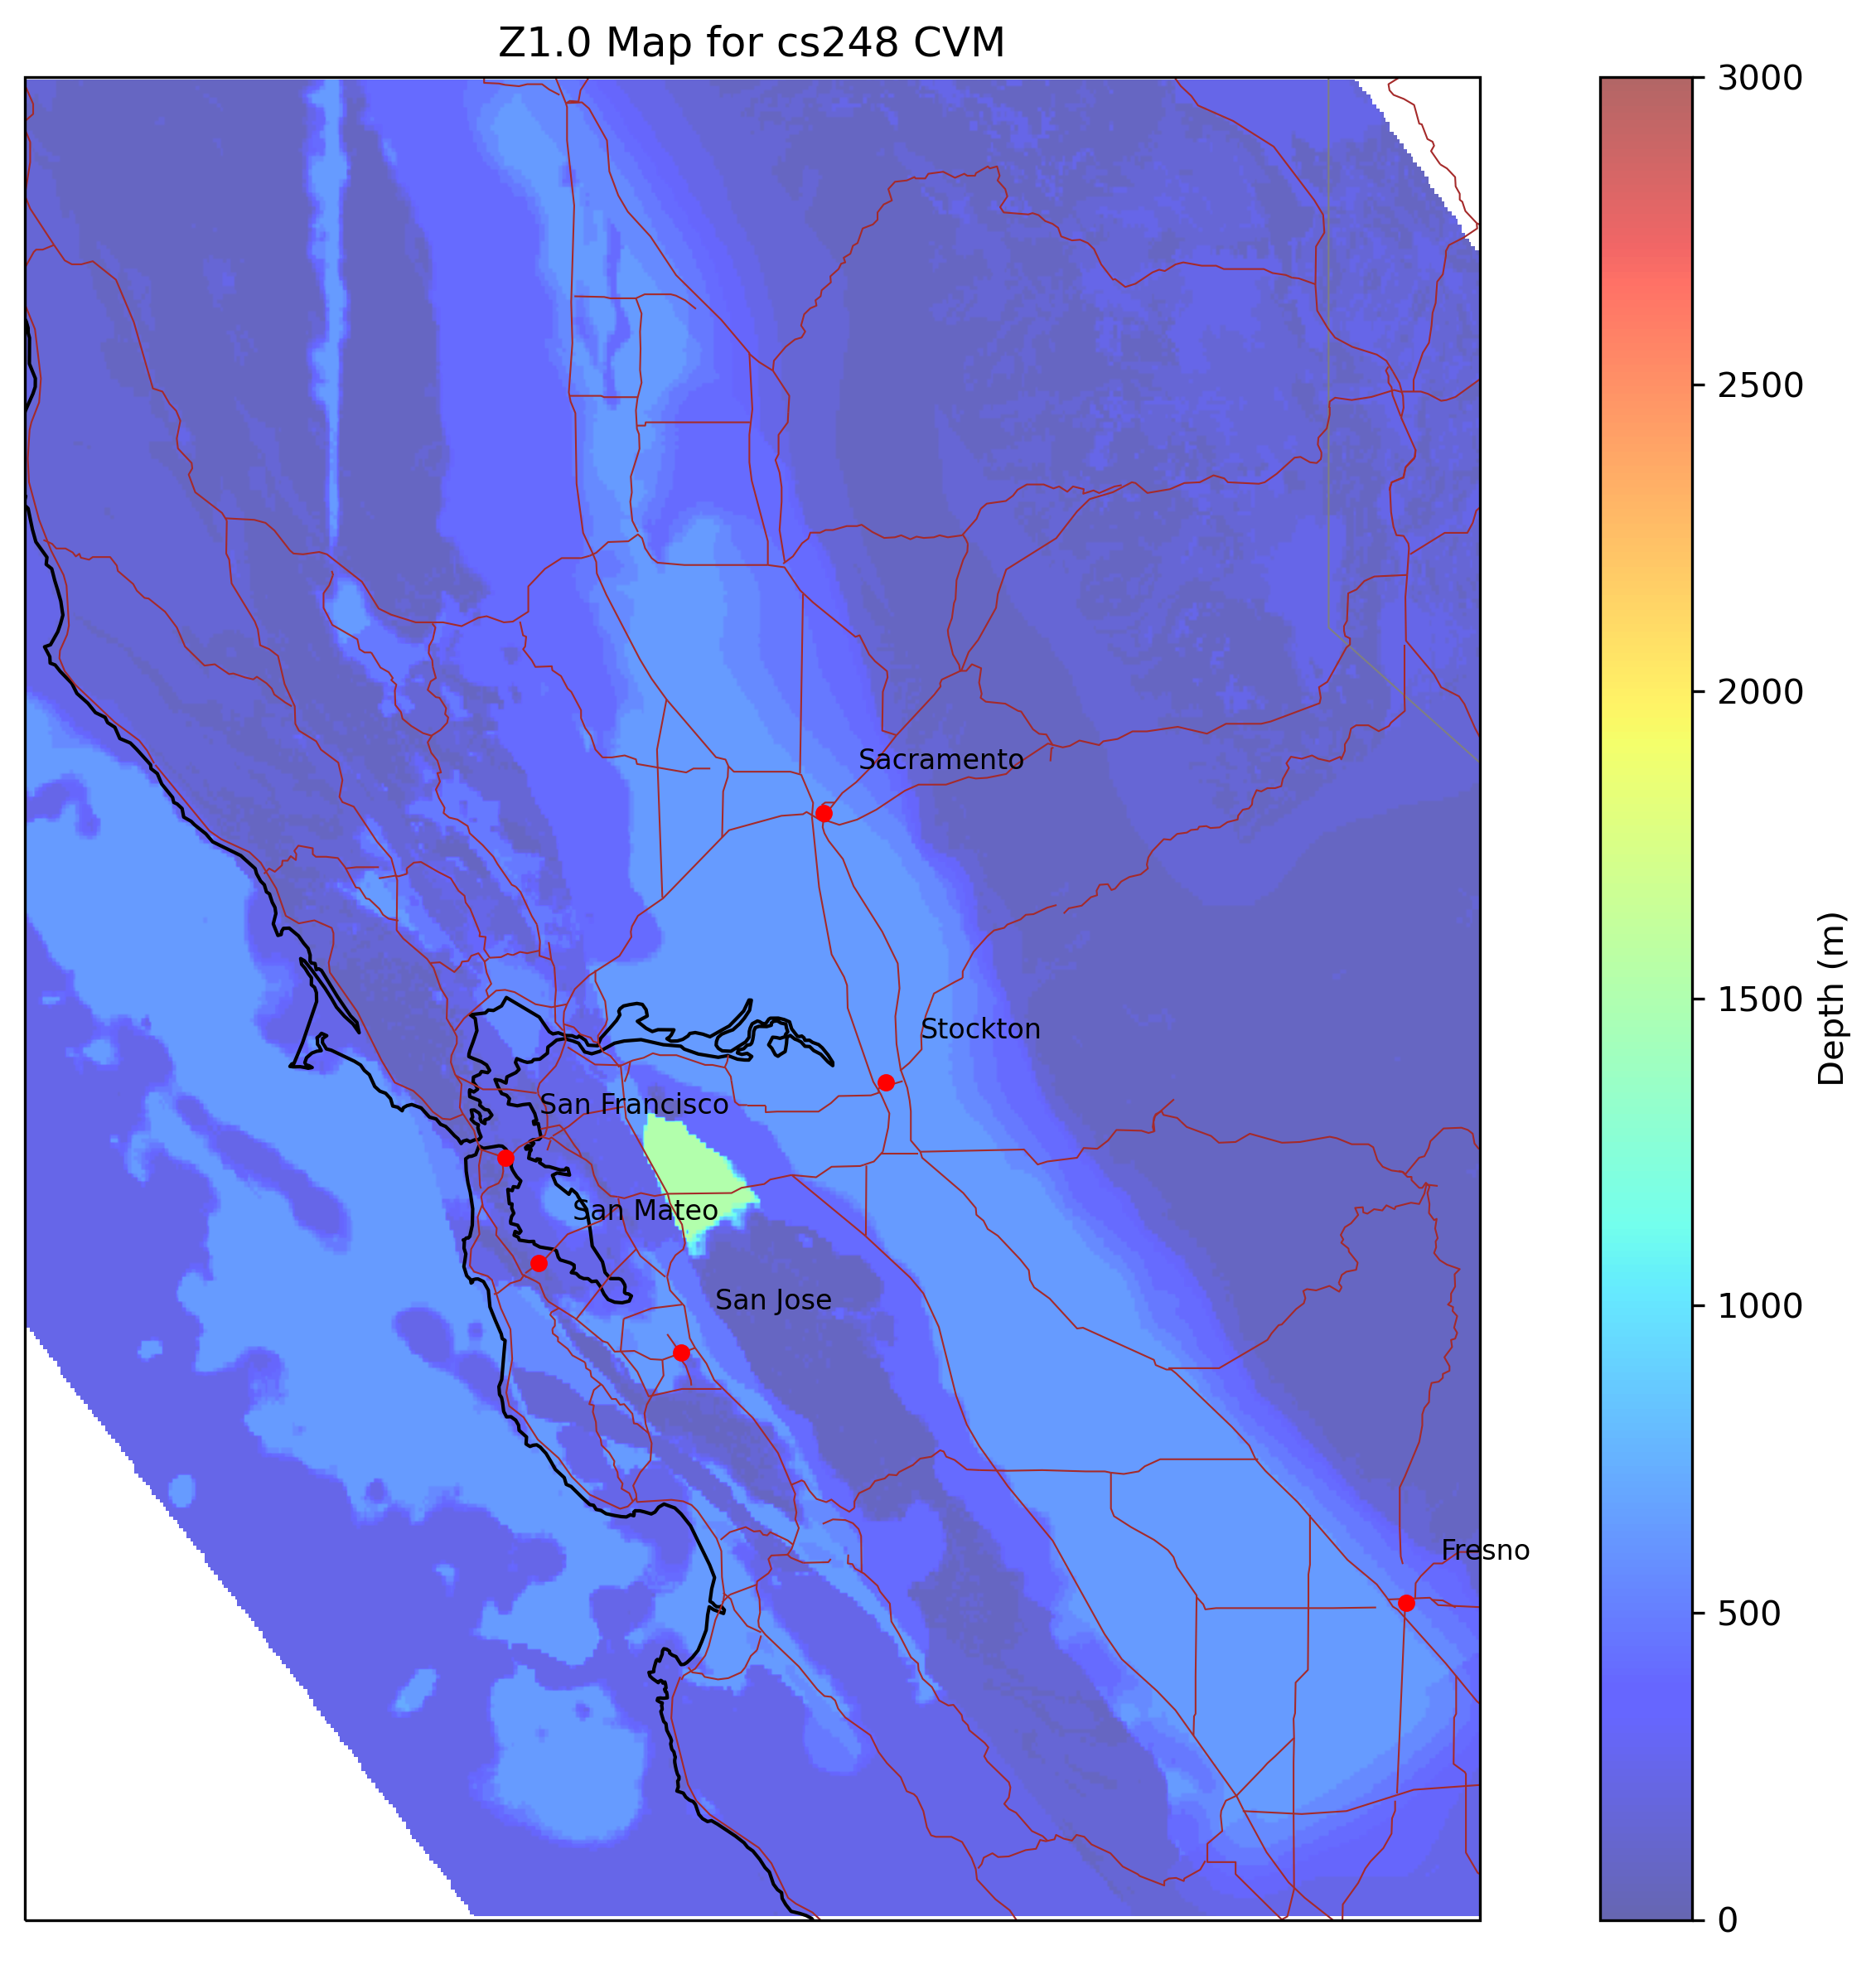 Z1.0 Map for cs248 CVM
Sacramento
Stockton
San Francisco
San Mateo
San Jose
Fresno
3000
2500
2000
1500
1000
500
0
Depth (m)